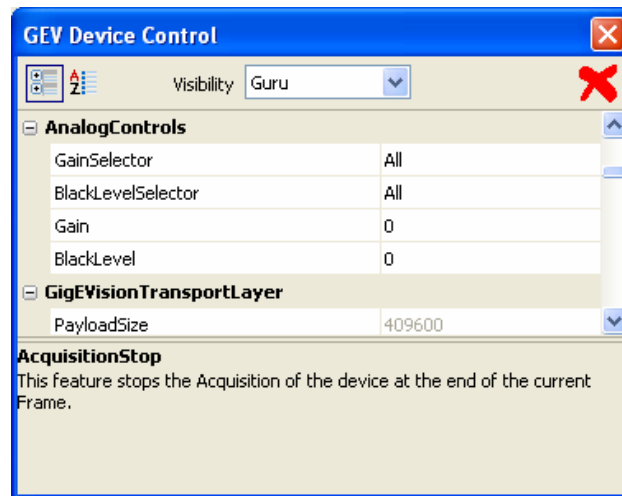 GEV Device Control
Visibility Guru
AnalogControls
GainSelector All
BlackLevelSelector All
Gain 0
BlackLevel 0
GigEVisionTransportLayer
PayloadSize 409600
AcquisitionStop
This feature stops the Acquisition of the device at the end of the current
Frame.